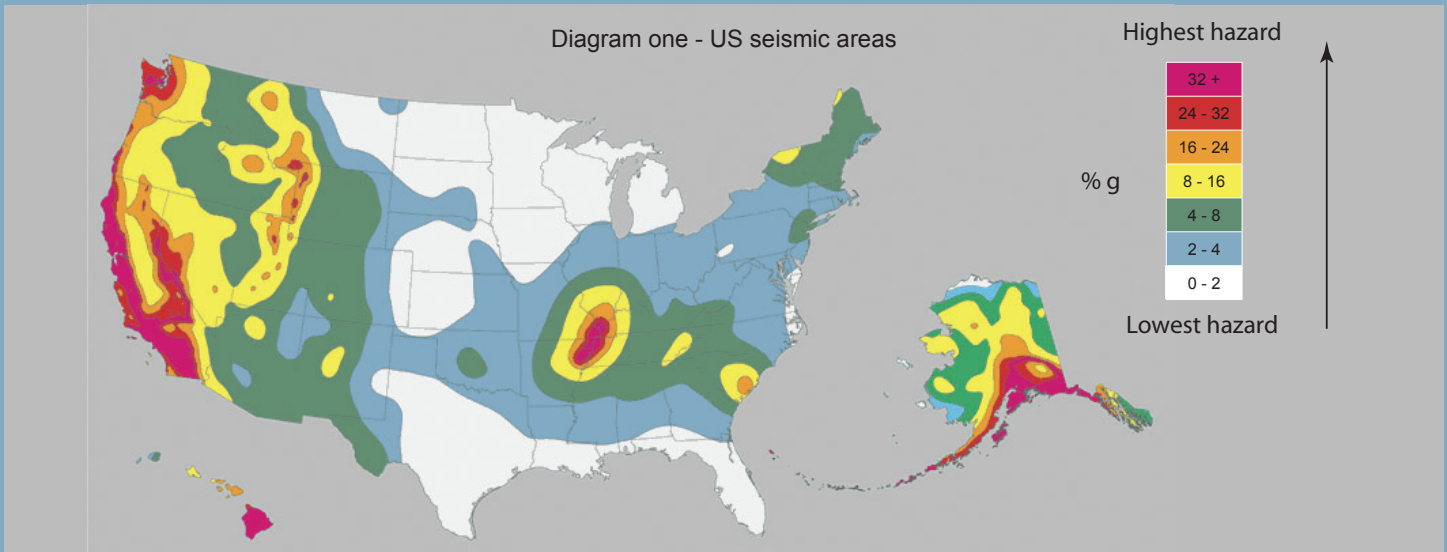 Diagram one - US seismic areas
Highest hazard
32 +
24 - 32
16 - 24
% g
8 - 16
4 - 8
2 - 4
0 - 2
Lowest hazard